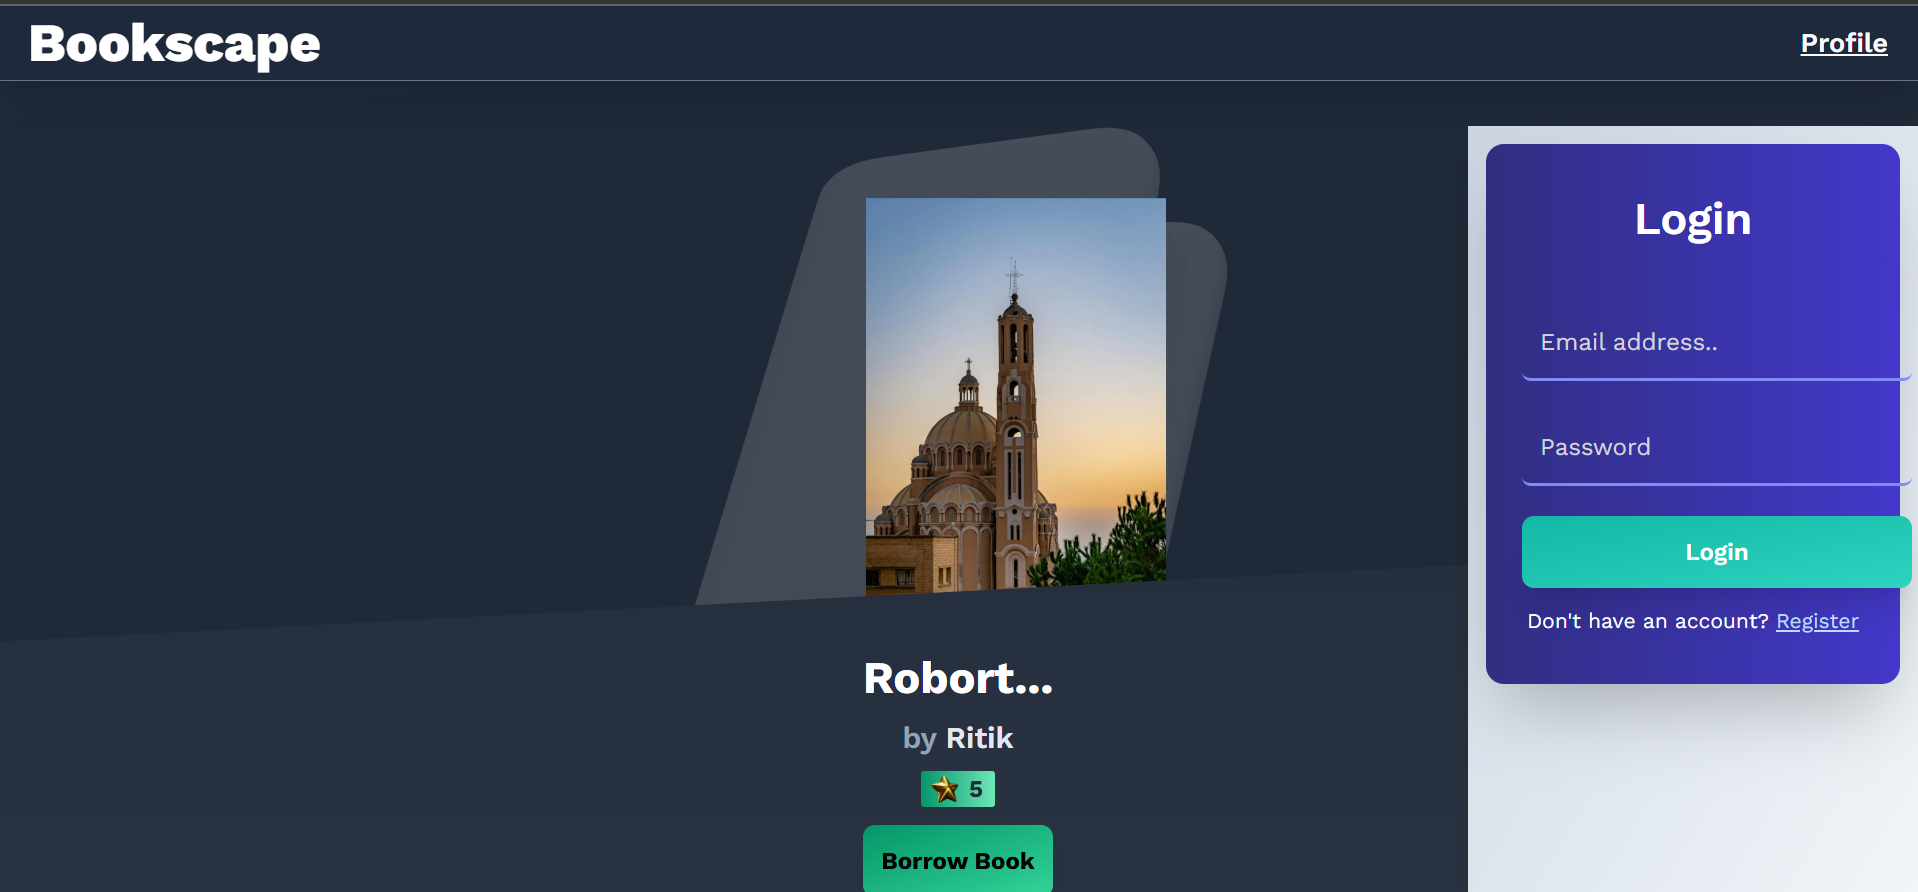 Bookscape
Profile
Robort...
by Ritik
5
Borrow Book
Login
Email address..
Password
Login
Don't have an account? Register